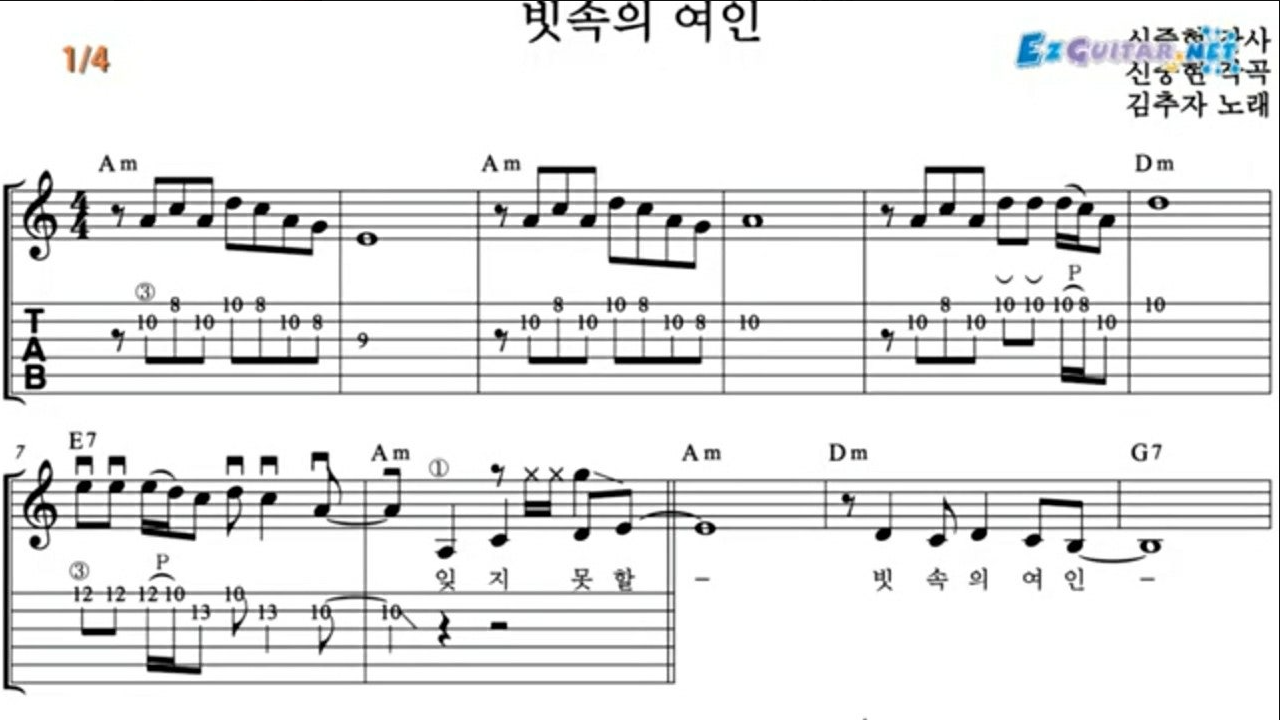 빗속의 여인
1/4
EZGUITAR.NET
신중현 작사
신중현 작곡
김추자 노래
Am Am Dm
4
4
P
③
T A B
10 8 10 10 8 10 8 9 10 8 10 10 8 10 8 10 10 8 10 10 10 10 8 10 10
7 E7 Am ① Am Dm G7
잊 지 못 할 – 빗 속 의 여 인 –
③ P
12 12 12 10 13 10 13 10 10